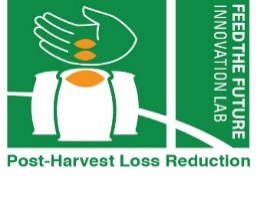 FEED THE FUTURE
INNOVATION LAB
Post-Harvest Loss Reduction